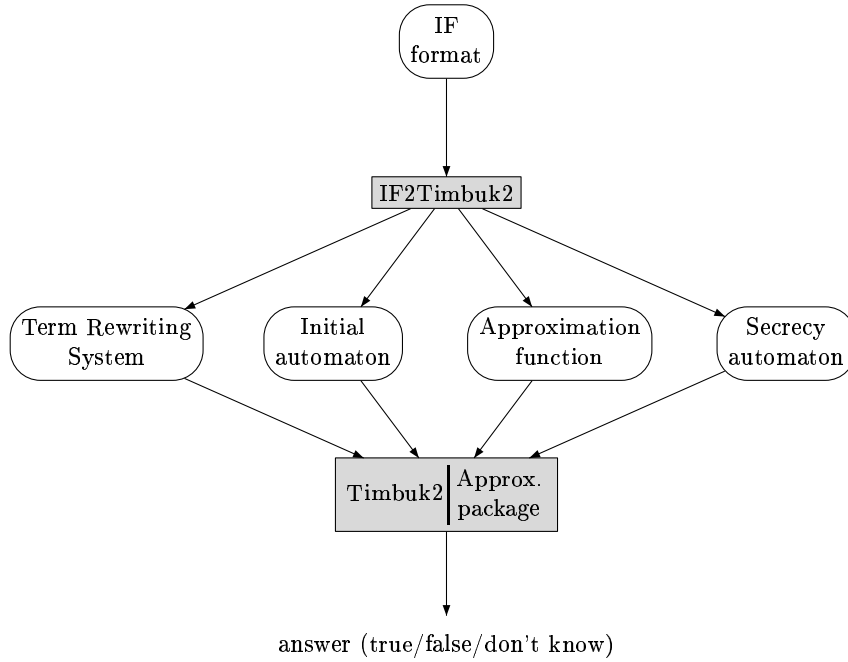 IF
format
IF2Timbuk2
Term Rewriting
System
Initial
automaton
Approximation
function
Secrecy
automaton
Timbuk2
Approx.
package
answer (true/false/don't know)